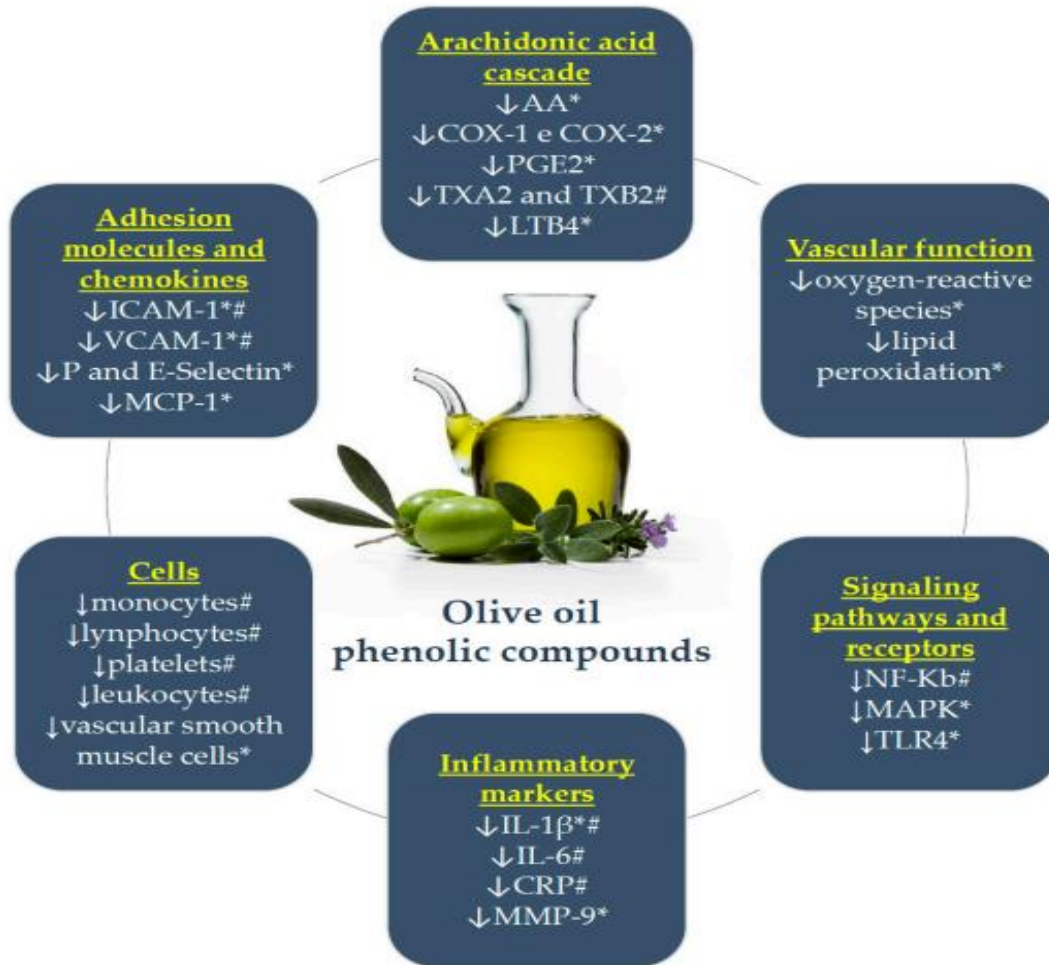 Arachidonic acid
cascade
↓AA*
↓COX-1 e COX-2*
↓PGE2*
↓TXA2 and TXB2#
↓LTB4*
Vascular function
↓oxygen-reactive
species*
↓lipid
peroxidation*
Signaling
pathways and
receptors
↓NF-Kb#
↓MAPK*
↓TLR4*
Inflammatory
markers
↓IL-1β*#
↓IL-6#
↓CRP#
↓MMP-9*
Cells
↓monocytes#
↓lymphocytes#
↓platelets#
↓leukocytes#
↓vascular smooth
muscle cells*
Adhesion
molecules and
chemokines
↓ICAM-1*#
↓VCAM-1*#
↓P and E-Selectin*
↓MCP-1*
Olive oil
phenolic compounds